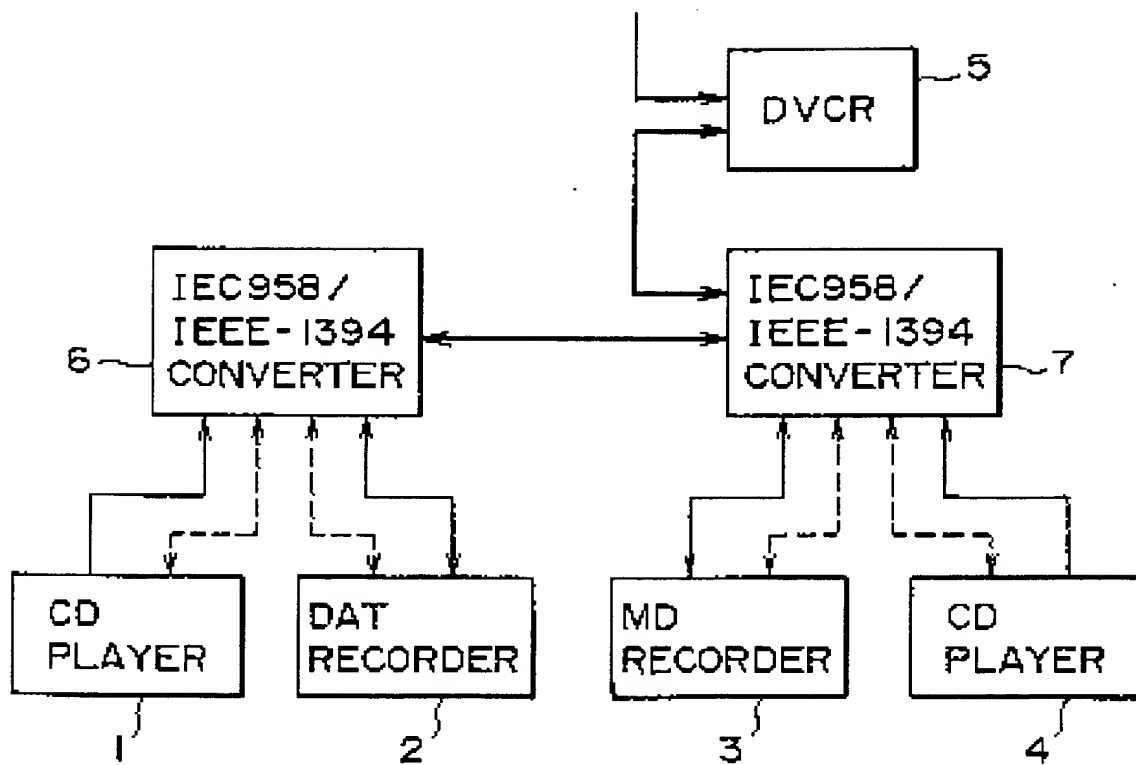 DVCR
5
IEC958/
IEEE-1394
CONVERTER
6
IEC958/
IEEE-1394
CONVERTER
7
CD
PLAYER
DAT
RECORDER
MD
RECORDER
CD
PLAYER
1
2
3
4